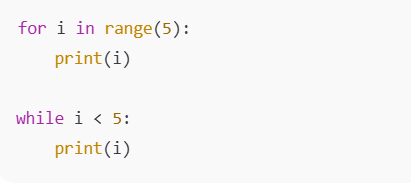 for i in range(5):
    print(i)

while i < 5:
    print(i)